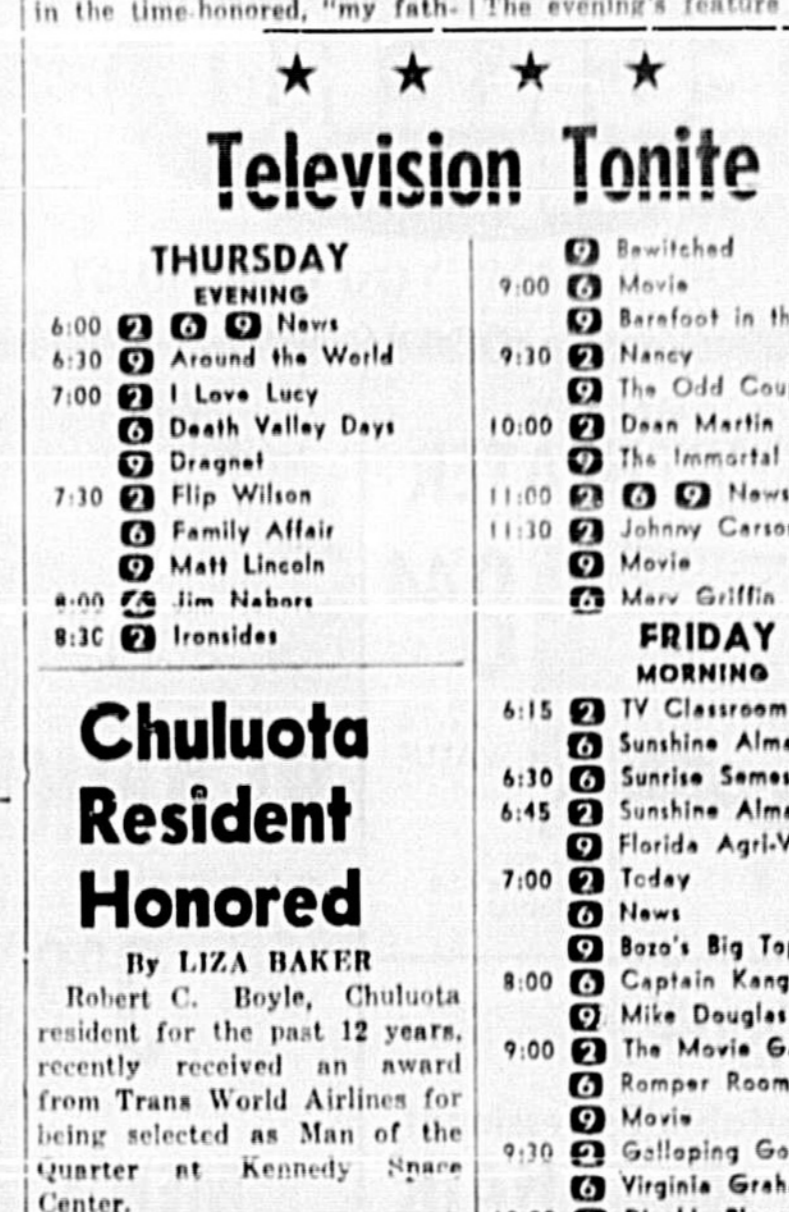 in the time-honored, "my fath-
The evening's feature
Television Tonite
THURSDAY
EVENING
6:00 2 6 9 News
6:30 9 Around the World
7:00 2 I Love Lucy
6 Death Valley Days
9 Dragnet
7:30 2 Flip Wilson
6 Family Affair
9 Matt Lincoln
8:00 6 Jim Nabors
8:30 2 Ironsides
Chuluota
Resident
Honored
By LIZA BAKER
Robert C. Boyle, Chuluota
resident for the past 12 years,
recently received an award
from Trans World Airlines for
being selected as Man of the
Quarter at Kennedy Space
Center.
9 Bewitched
9:00 6 Movie
9 Barefoot in th
9:30 2 Nancy
9 The Odd Cou
10:00 2 Dean Martin
9 The Immortal
11:00 2 6 9 News
11:30 2 Johnny Carso
9 Movie
6 Merv Griffin
FRIDAY
MORNING
6:15 2 TV Classroom
6 Sunshine Alma
6:30 6 Sunrise Semes
6:45 2 Sunshine Alma
9 Florida Agri-W
7:00 2 Today
6 News
9 Bozo's Big Top
8:00 6 Captain Kang
9 Mike Douglas
9:00 2 The Movie G
6 Romper Room
9 Movie
9:30 2 Galloping Go
6 Virginia Grah